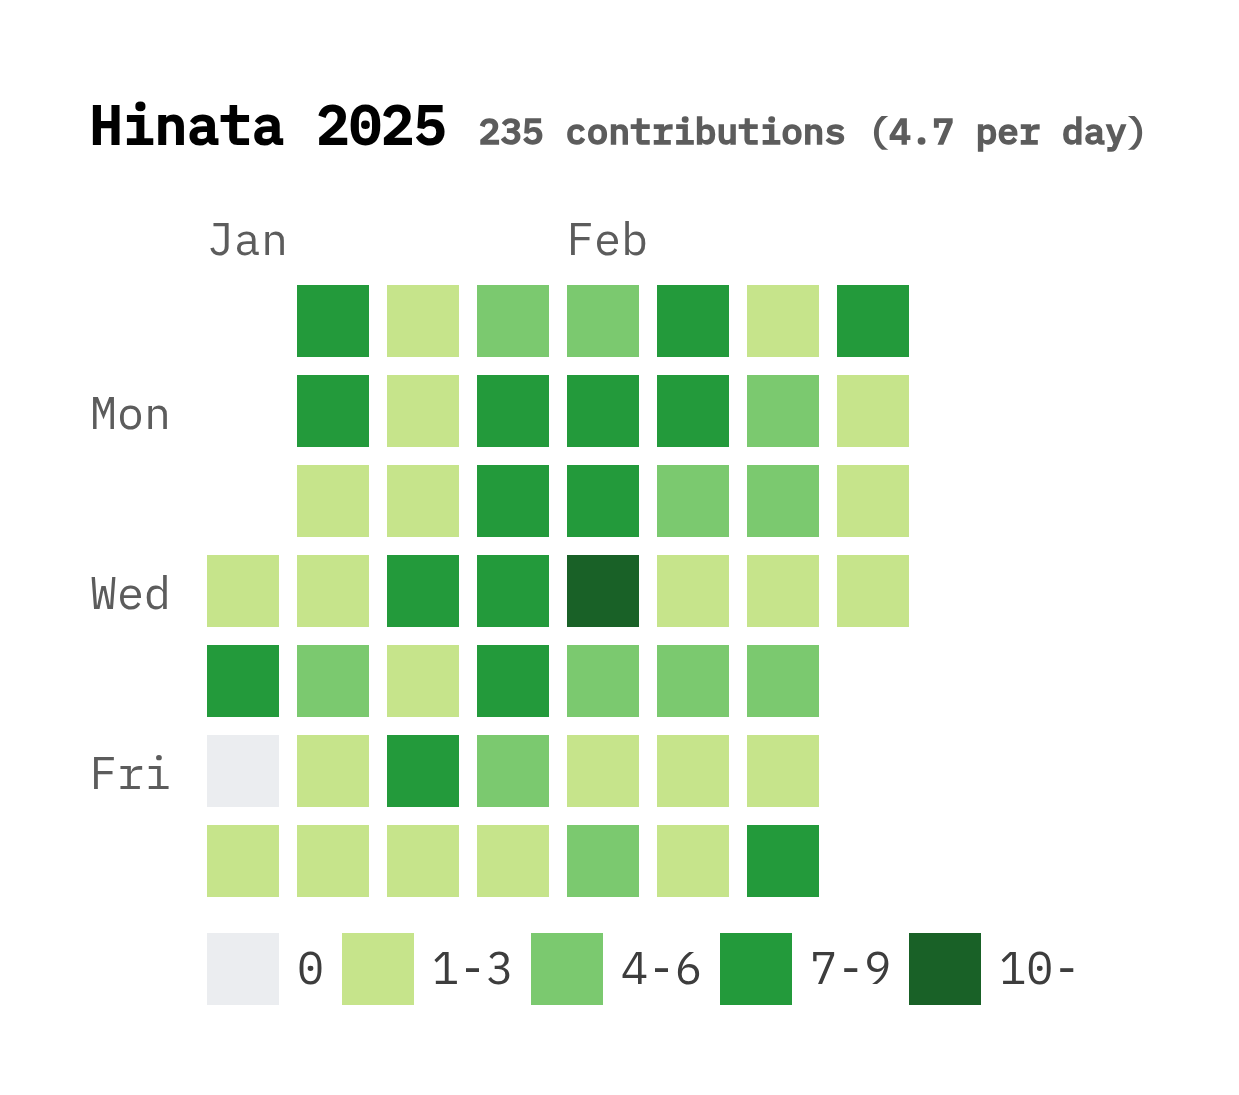 Hinata 2025 235 contributions (4.7 per day)
Jan Feb
Mon
Wed
Fri
0 1-3 4-6 7-9 10-